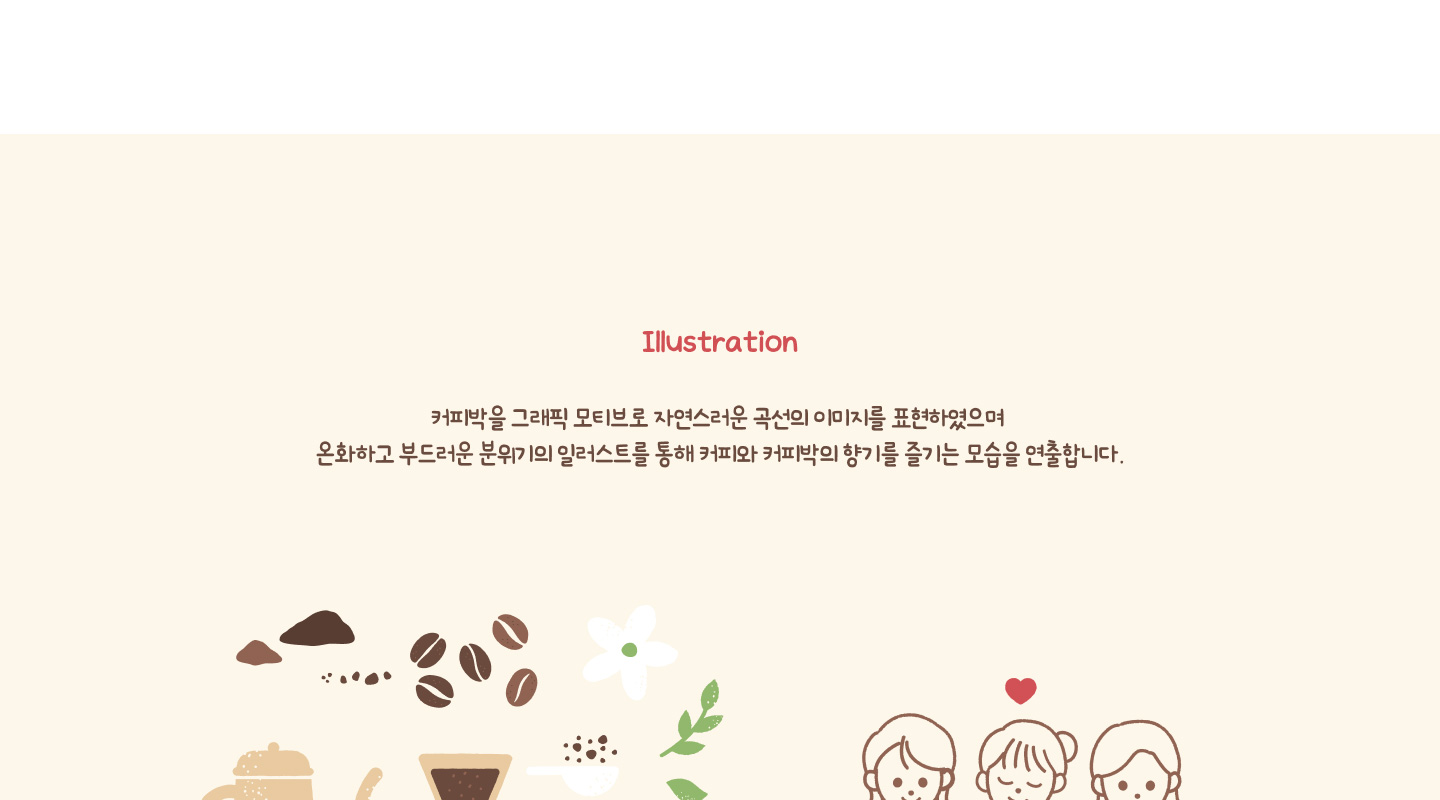 Illustration
커피박을 그래픽 모티브로 자연스러운 곡선의 이미지를 표현하였으며
온화하고 부드러운 분위기의 일러스트를 통해 커피와 커피박의 향기를 즐기는 모습을 연출합니다.